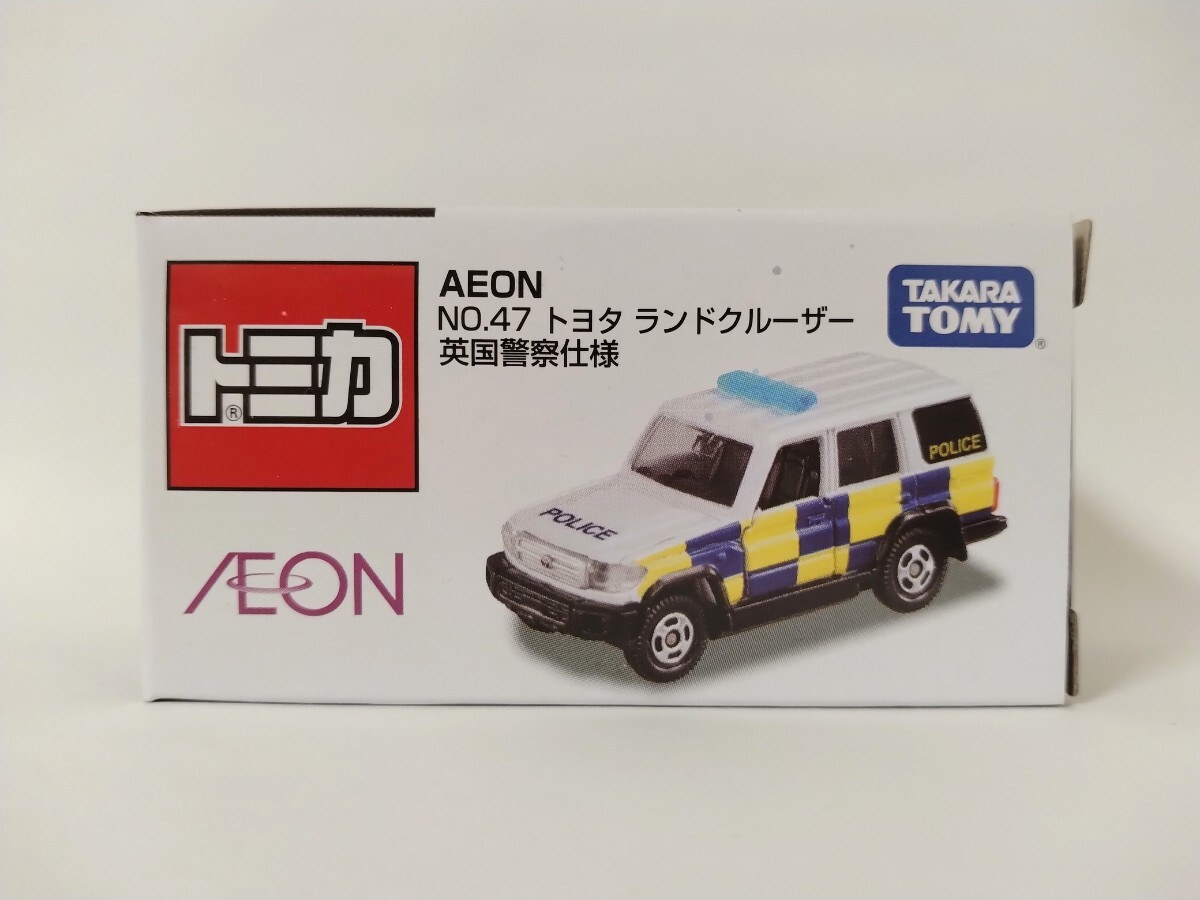 トミカ
®
AEON
NO.47 トヨタ ランドクルーザー
英国警察仕様
TAKARA
TOMY
®
POLICE
POLICE
ÆON